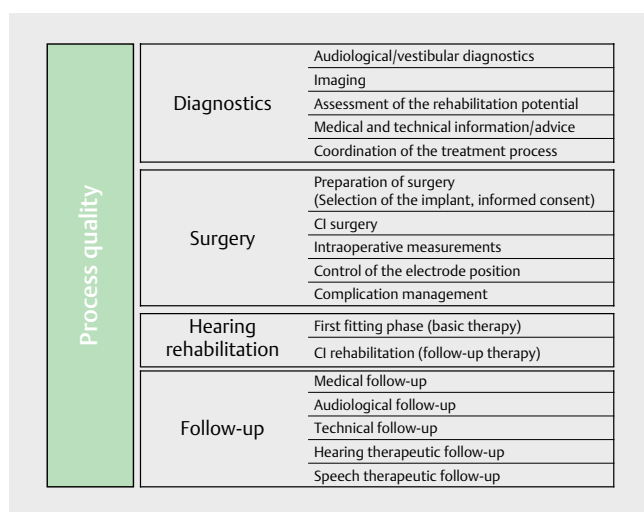 Process quality
Diagnostics
Audiological/vestibular diagnostics
Imaging
Assessment of the rehabilitation potential
Medical and technical information/advice
Coordination of the treatment process
Surgery
Preparation of surgery
(Selection of the implant, informed consent)
CI surgery
Intraoperative measurements
Control of the electrode position
Complication management
Hearing
rehabilitation
First fitting phase (basic therapy)
CI rehabilitation (follow-up therapy)
Follow-up
Medical follow-up
Audiological follow-up
Technical follow-up
Hearing therapeutic follow-up
Speech therapeutic follow-up